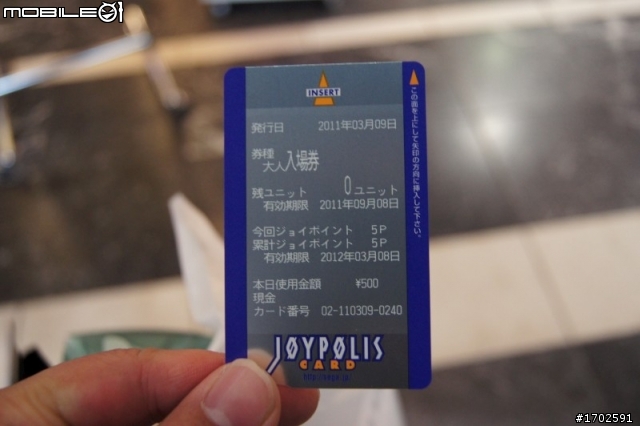 MOBILE01
INSERT
発行日 2011年03月09日
券種
大人入場券
残ユニット 0ユニット
有効期限 2011年09月08日
今回ジョイポイント 5P
累計ジョイポイント 5P
有効期限 2012年03月08日
本日使用金額 ¥500
現金
カード番号 02-110309-0240
JOYPOLIS
CARD
この面を上にして矢印の方向に挿入して下さい。
#1702591